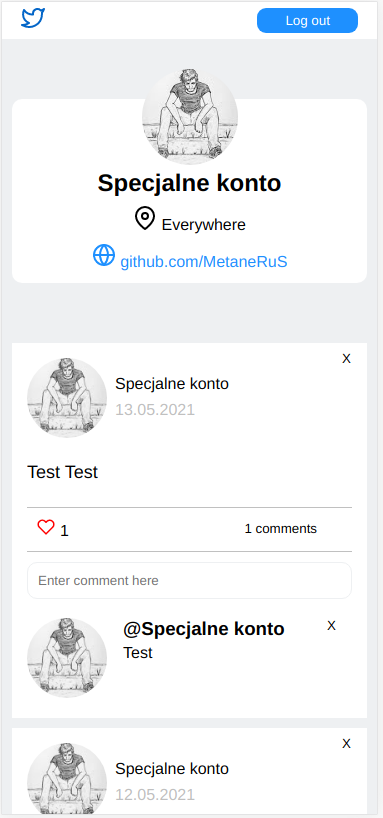 Log out
Specjalne konto
Everywhere
github.com/MetaneRuS
X
Specjalne konto
13.05.2021
Test Test
1
1 comments
Enter comment here
@Specjalne konto
X
Test
X
Specjalne konto
12.05.2021